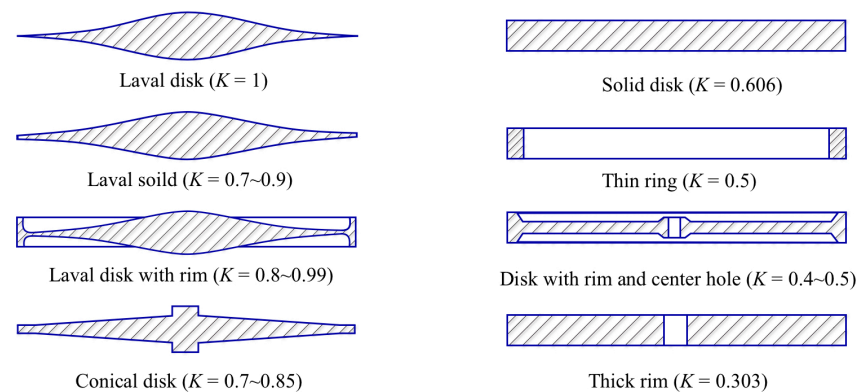 Laval disk (K = 1)
Solid disk (K = 0.606)
Laval soild (K = 0.7~0.9)
Thin ring (K = 0.5)
Laval disk with rim (K = 0.8~0.99)
Disk with rim and center hole (K = 0.4~0.5)
Conical disk (K = 0.7~0.85)
Thick rim (K = 0.303)